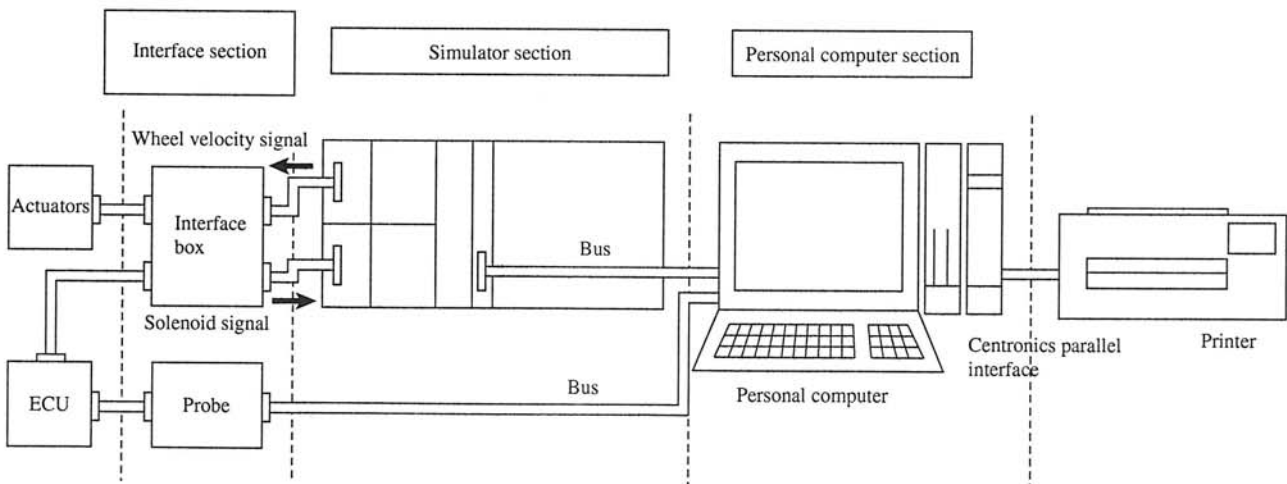 Interface section
Simulator section
Personal computer section
Wheel velocity signal
Actuators
Interface
box
Bus
Solenoid signal
Centronics parallel
interface
Printer
ECU
Probe
Bus
Personal computer